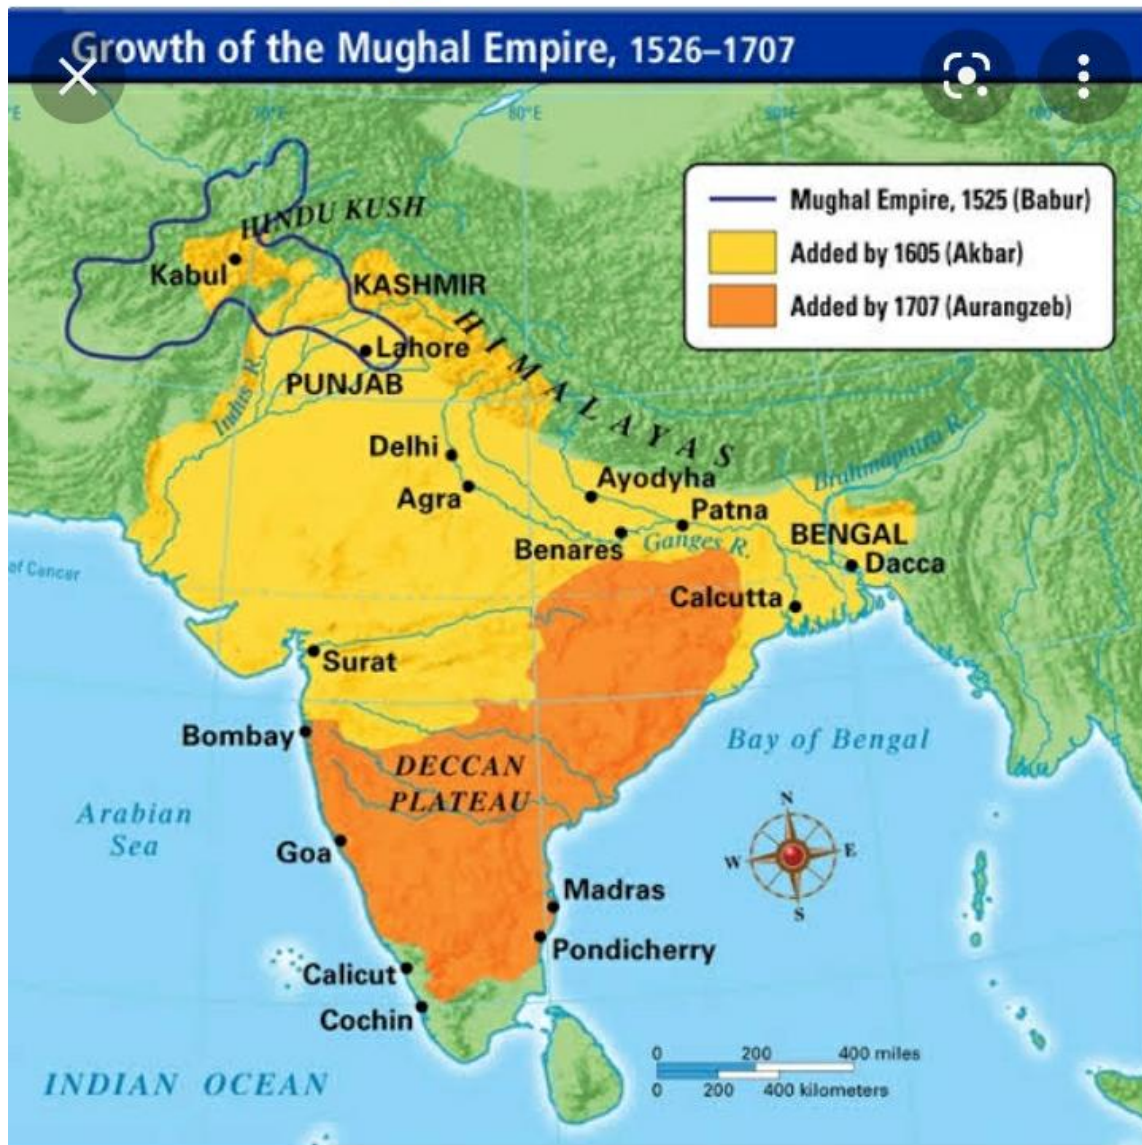 Growth of the Mughal Empire, 1526–1707
80°E
Mughal Empire, 1525 (Babur)
Added by 1605 (Akbar)
Added by 1707 (Aurangzeb)
HINDU KUSH
Kabul
KASHMIR
HIMALAYAS
Lahore
PUNJAB
Indus R.
Delhi
Agra
Ayodyha
Brahmaputra R.
Patna
BENGAL
Benares
Ganges R.
Dacca
of Cancer
Calcutta
Surat
Bombay
Bay of Bengal
DECCAN
PLATEAU
Arabian
Sea
N
W
E
S
Goa
Madras
Pondicherry
Calicut
Cochin
INDIAN OCEAN
0 200 400 miles
0 200 400 kilometers